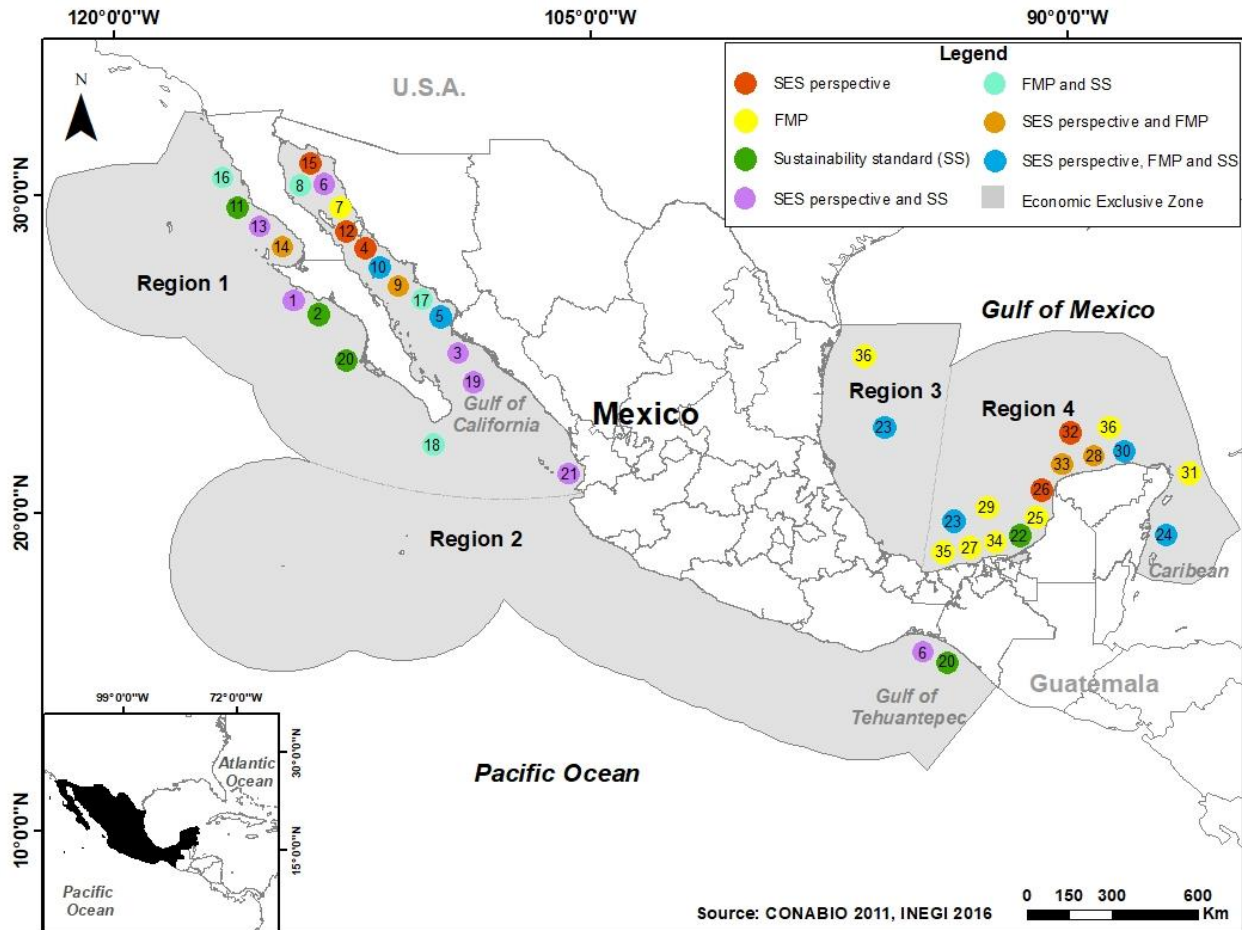 120°0'0"W
105°0'0"W
90°0'0"W
N
U.S.A.
Legend
SES perspective
FMP
Sustainability standard (SS)
SES perspective and SS
FMP and SS
SES perspective and FMP
SES perspective, FMP and SS
Economic Exclusive Zone
30°0'0"N
20°0'0"N
10°0'0"N
15
6
8
16
7
11
13
12
14
4
10
9
17
1
2
5
20
3
19
18
21
Region 1
Gulf of
California
Mexico
Gulf of Mexico
36
Region 3
23
Region 4
32
36
28
30
33
31
26
29
25
23
22
24
34
27
35
Caribean
Region 2
6
20
Gulf of
Tehuantepec
Guatemala
Pacific Ocean
99°0'0"W
72°0'0"W
30°0'0"N
15°0'0"N
Atlantic
Ocean
Pacific
Ocean
Source: CONABIO 2011, INEGI 2016
0 150 300 600
Km